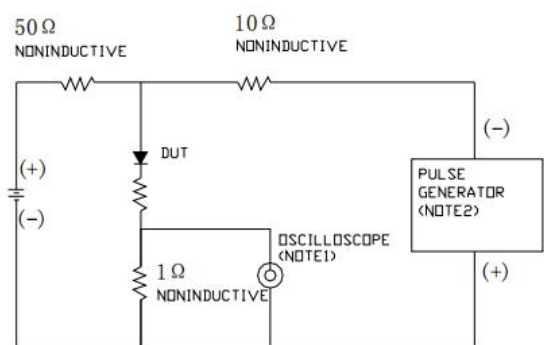 50Ω
NONINDUCTIVE
10Ω
NONINDUCTIVE
(+)
(-)
DUT
1Ω
NONINDUCTIVE
OSCILLOSCOPE
(NOTE1)
(-)
PULSE
GENERATOR
(NOTE2)
(+)